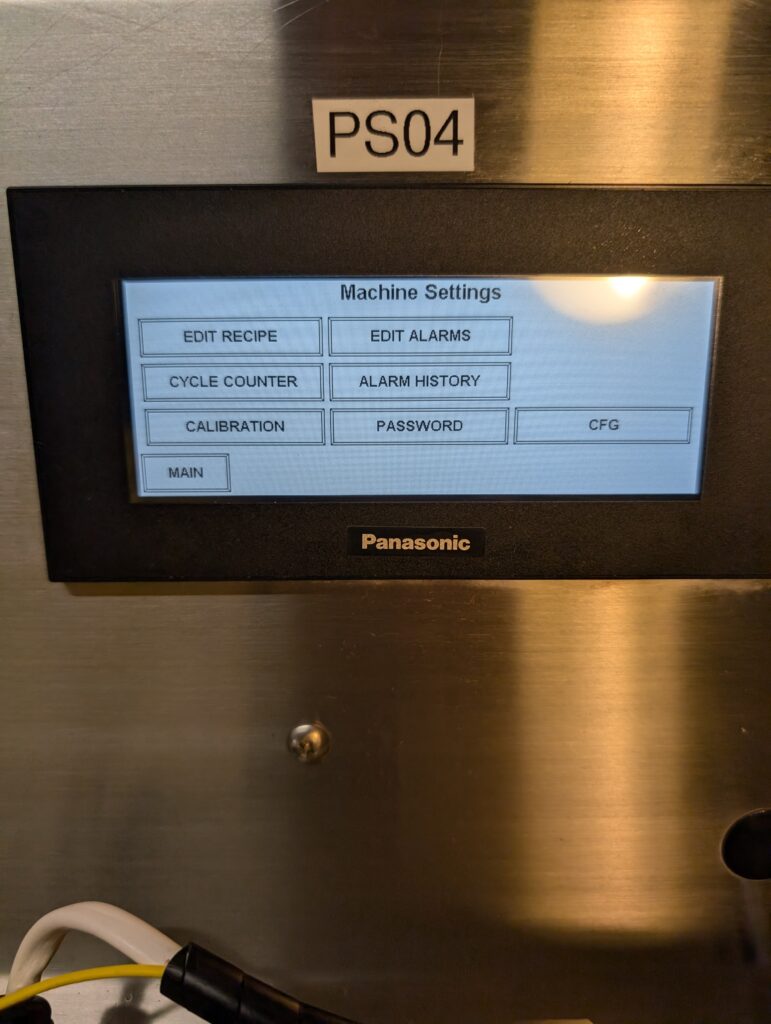 PS04
Machine Settings
EDIT RECIPE EDIT ALARMS
CYCLE COUNTER ALARM HISTORY
CALIBRATION PASSWORD CFG
MAIN
Panasonic